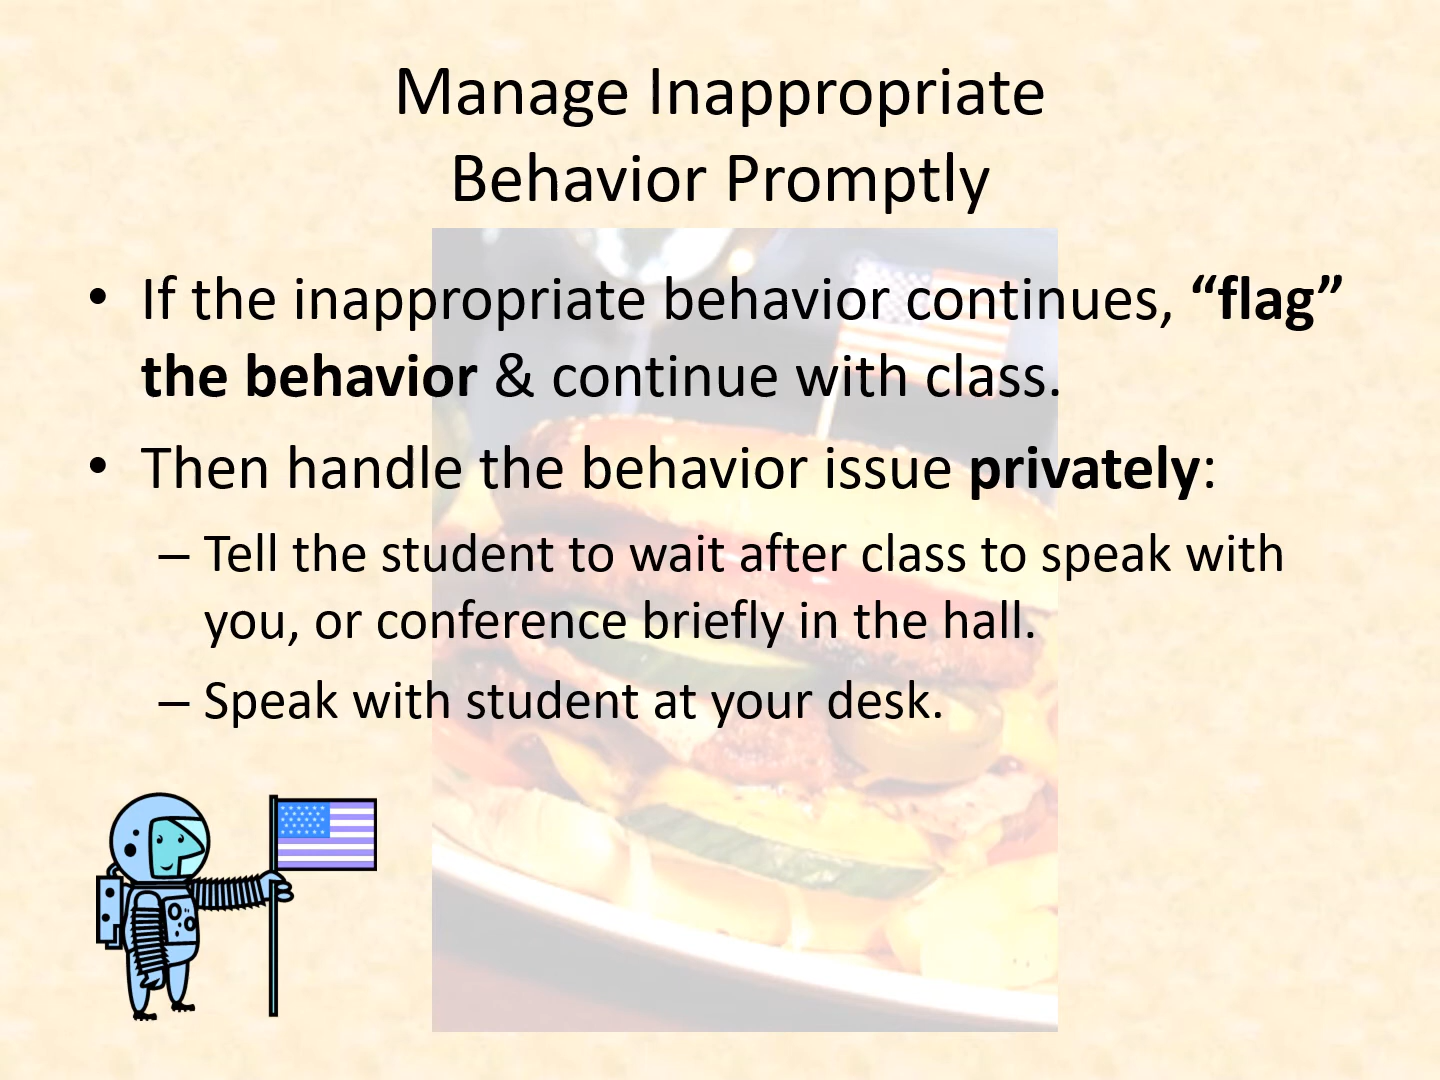 Manage Inappropriate
Behavior Promptly
• If the inappropriate behavior continues, “flag”
the behavior & continue with class.
• Then handle the behavior issue privately:
– Tell the student to wait after class to speak with
you, or conference briefly in the hall.
– Speak with student at your desk.